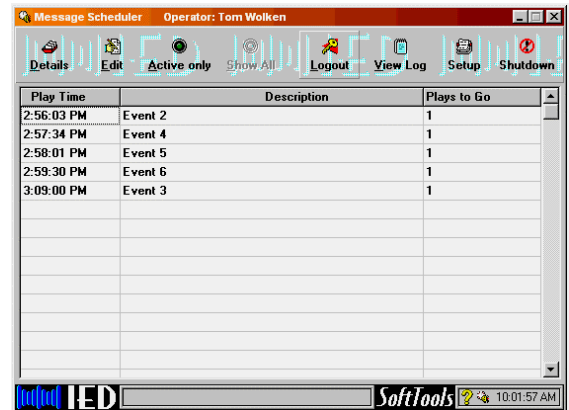 Message Scheduler Operator: Tom Wolken
Details Edit Active only Show All Logout View Log Setup Shutdown
Play Time Description Plays to Go
2:56:03 PM Event 2 1
2:57:34 PM Event 4 1
2:58:01 PM Event 5 1
2:59:30 PM Event 6 1
3:09:00 PM Event 3 1
IED SoftTools 10:01:57 AM